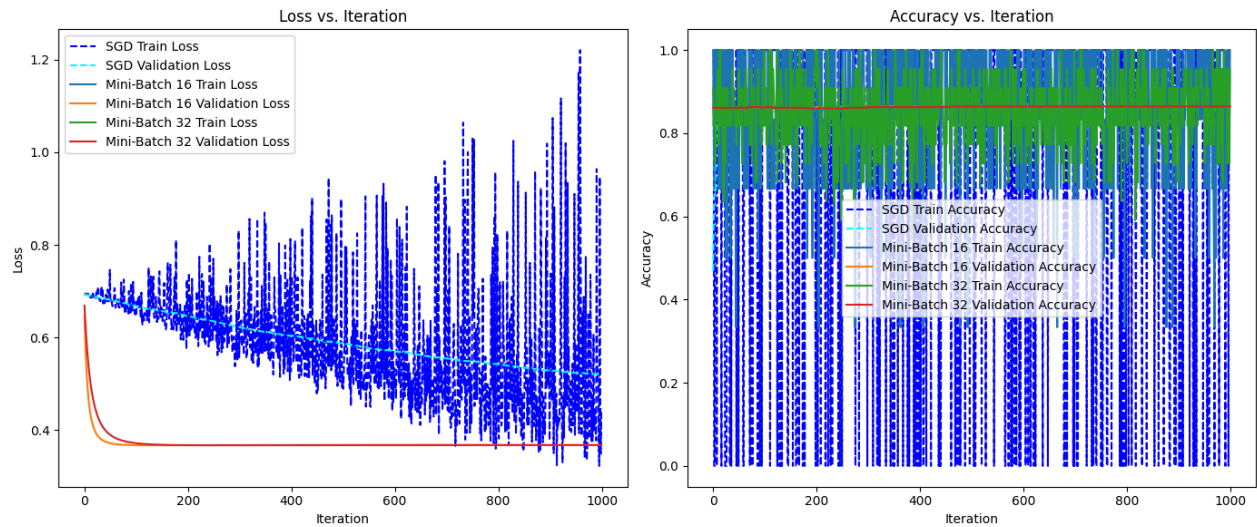 Loss vs. Iteration
1.2
1.0
0.8
0.6
0.4
Loss
SGD Train Loss
SGD Validation Loss
Mini-Batch 16 Train Loss
Mini-Batch 16 Validation Loss
Mini-Batch 32 Train Loss
Mini-Batch 32 Validation Loss
0 200 400 600 800 1000
Iteration
Accuracy vs. Iteration
1.0
0.8
0.6
0.4
0.2
0.0
Accuracy
SGD Train Accuracy
SGD Validation Accuracy
Mini-Batch 16 Train Accuracy
Mini-Batch 16 Validation Accuracy
Mini-Batch 32 Train Accuracy
Mini-Batch 32 Validation Accuracy
0 200 400 600 800 1000
Iteration